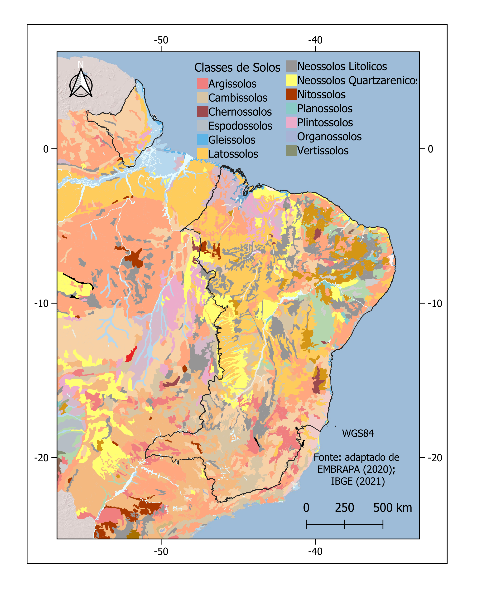 -50
-40
Classes de Solos
Argissolos
Cambissolos
Chernossolos
Espodossolos
Gleissolos
Latossolos
Neossolos Litolicos
Neossolos Quartzarenicos
Nitossolos
Planossolos
Plintossolos
Organossolos
Vertissolos
N
0
0
-10
-10
-20
-20
WGS84
Fonte: adaptado de
EMBRAPA (2020);
IBGE (2021)
0 250 500 km
-50
-40